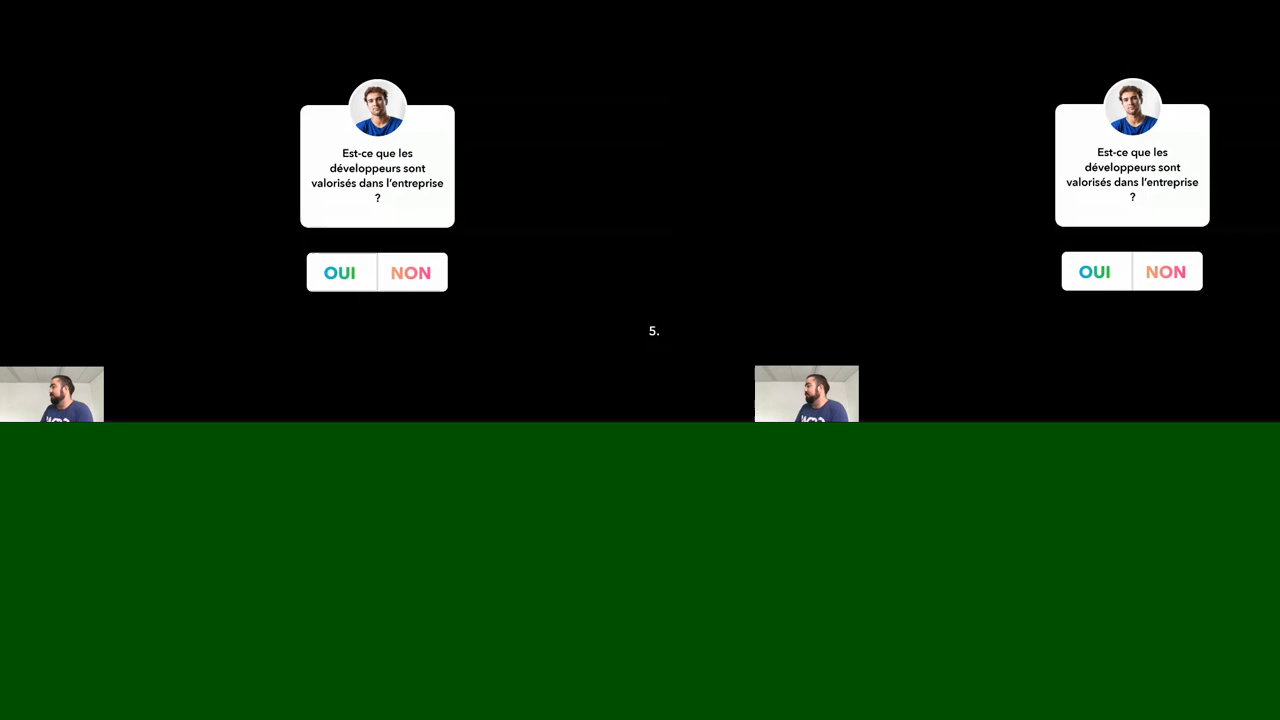 Est-ce que les
développeurs sont
valorisés dans l'entreprise
?
OUI NON
Est-ce que les
développeurs sont
valorisés dans l'entreprise
?
OUI NON
5.